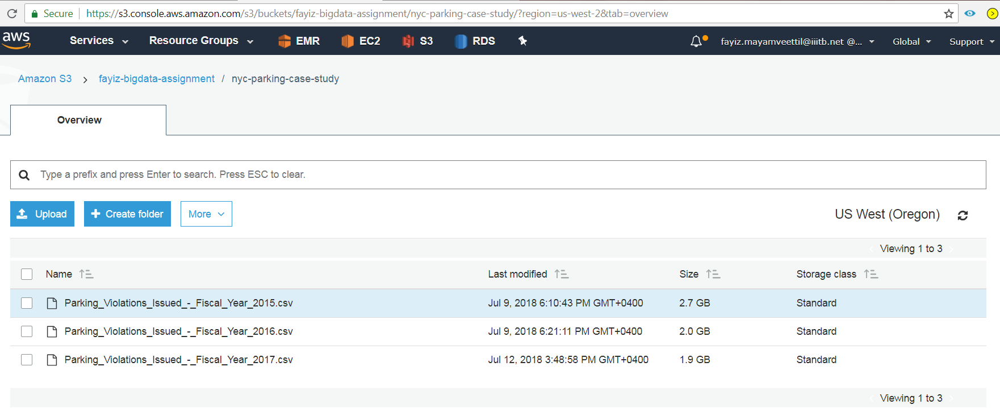 Secure https://s3.console.aws.amazon.com/s3/buckets/fayiz-bigdata-assignment/nyc-parking-case-study/?region=us-west-2&tab=overview
aws Services Resource Groups EMR EC2 S3 RDS fayiz.mayamveettil@iiitb.net @... Global Support
Amazon S3 > fayiz-bigdata-assignment / nyc-parking-case-study
Overview
Type a prefix and press Enter to search. Press ESC to clear.
Upload + Create folder More US West (Oregon)
Viewing 1 to 3
Name Last modified Size Storage class
Parking_Violations_Issued_-_Fiscal_Year_2015.csv Jul 9, 2018 6:10:43 PM GMT+0400 2.7 GB Standard
Parking_Violations_Issued_-_Fiscal_Year_2016.csv Jul 9, 2018 6:21:11 PM GMT+0400 2.0 GB Standard
Parking_Violations_Issued_-_Fiscal_Year_2017.csv Jul 12, 2018 3:48:58 PM GMT+0400 1.9 GB Standard
Viewing 1 to 3